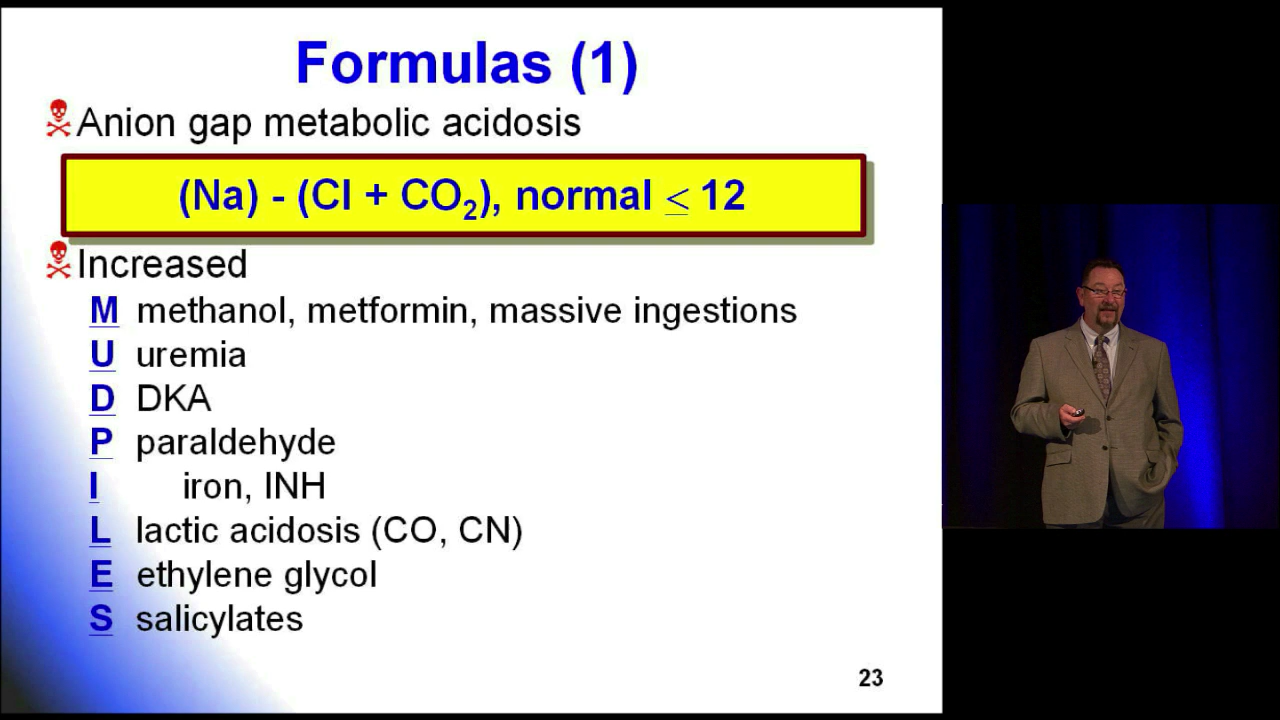 Formulas (1)
Anion gap metabolic acidosis
(Na) - (Cl + CO₂), normal ≤ 12
Increased
M methanol, metformin, massive ingestions
U uremia
D DKA
P paraldehyde
I iron, INH
L lactic acidosis (CO, CN)
E ethylene glycol
S salicylates
23